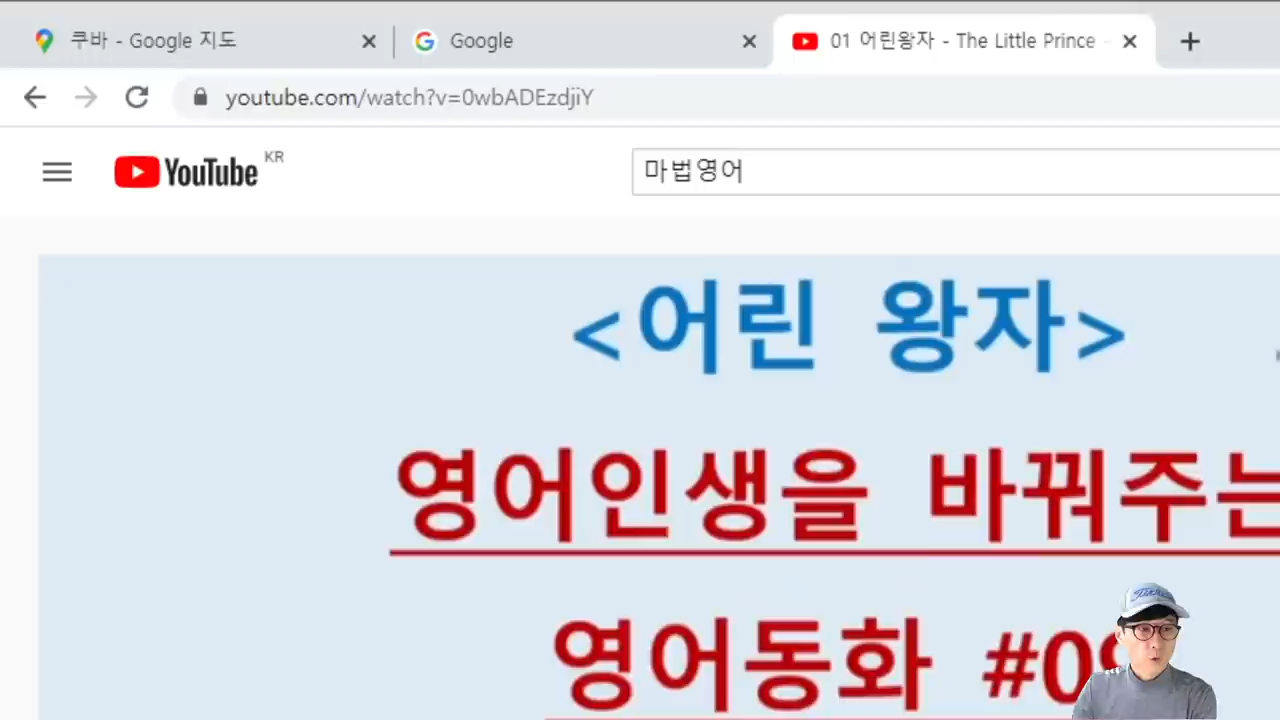 쿠바 - Google 지도
Google
01 어린왕자 - The Little Prince -
youtube.com/watch?v=0wbADEzdjiY
YouTube KR
마법영어
<어린 왕자>
영어인생을 바꿔주는
영어동화 #09